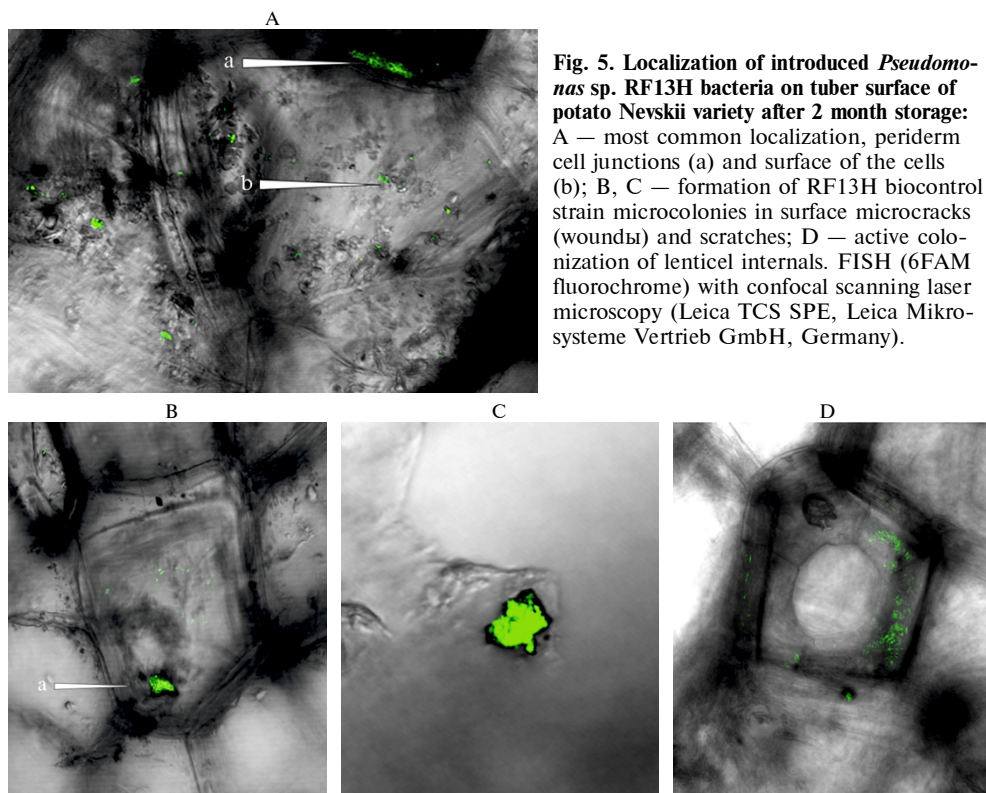 A
a
b
Fig. 5. Localization of introduced Pseudomo-
nas sp. RF13H bacteria on tuber surface of
potato Nevskii variety after 2 month storage:
A — most common localization, periderm
cell junctions (a) and surface of the cells
(b); B, C — formation of RF13H biocontrol
strain microcolonies in surface microcracks
(woundы) and scratches; D — active colo-
nization of lenticel internals. FISH (6FAM
fluorochrome) with confocal scanning laser
microscopy (Leica TCS SPE, Leica Mikro-
systeme Vertrieb GmbH, Germany).
B
C
D
a